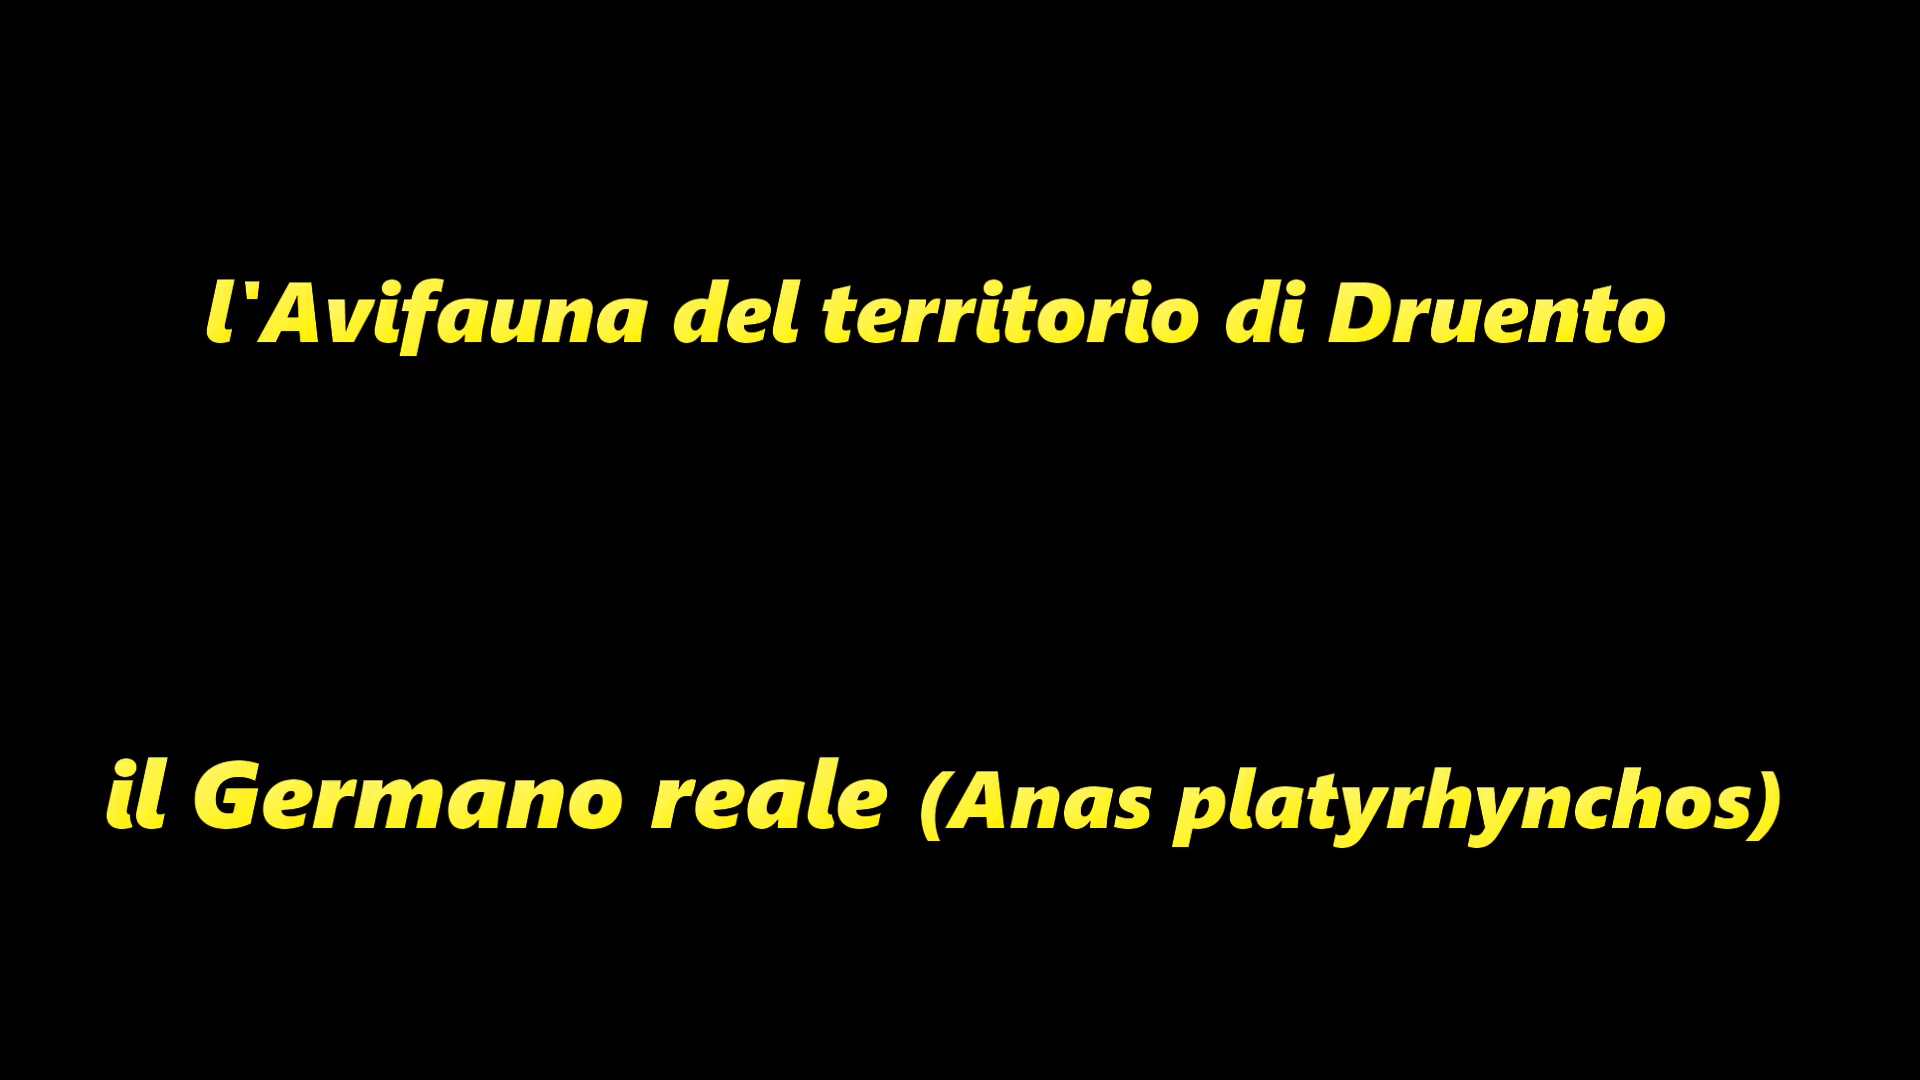 l'Avifauna del territorio di Druento
il Germano reale (Anas platyrhynchos)